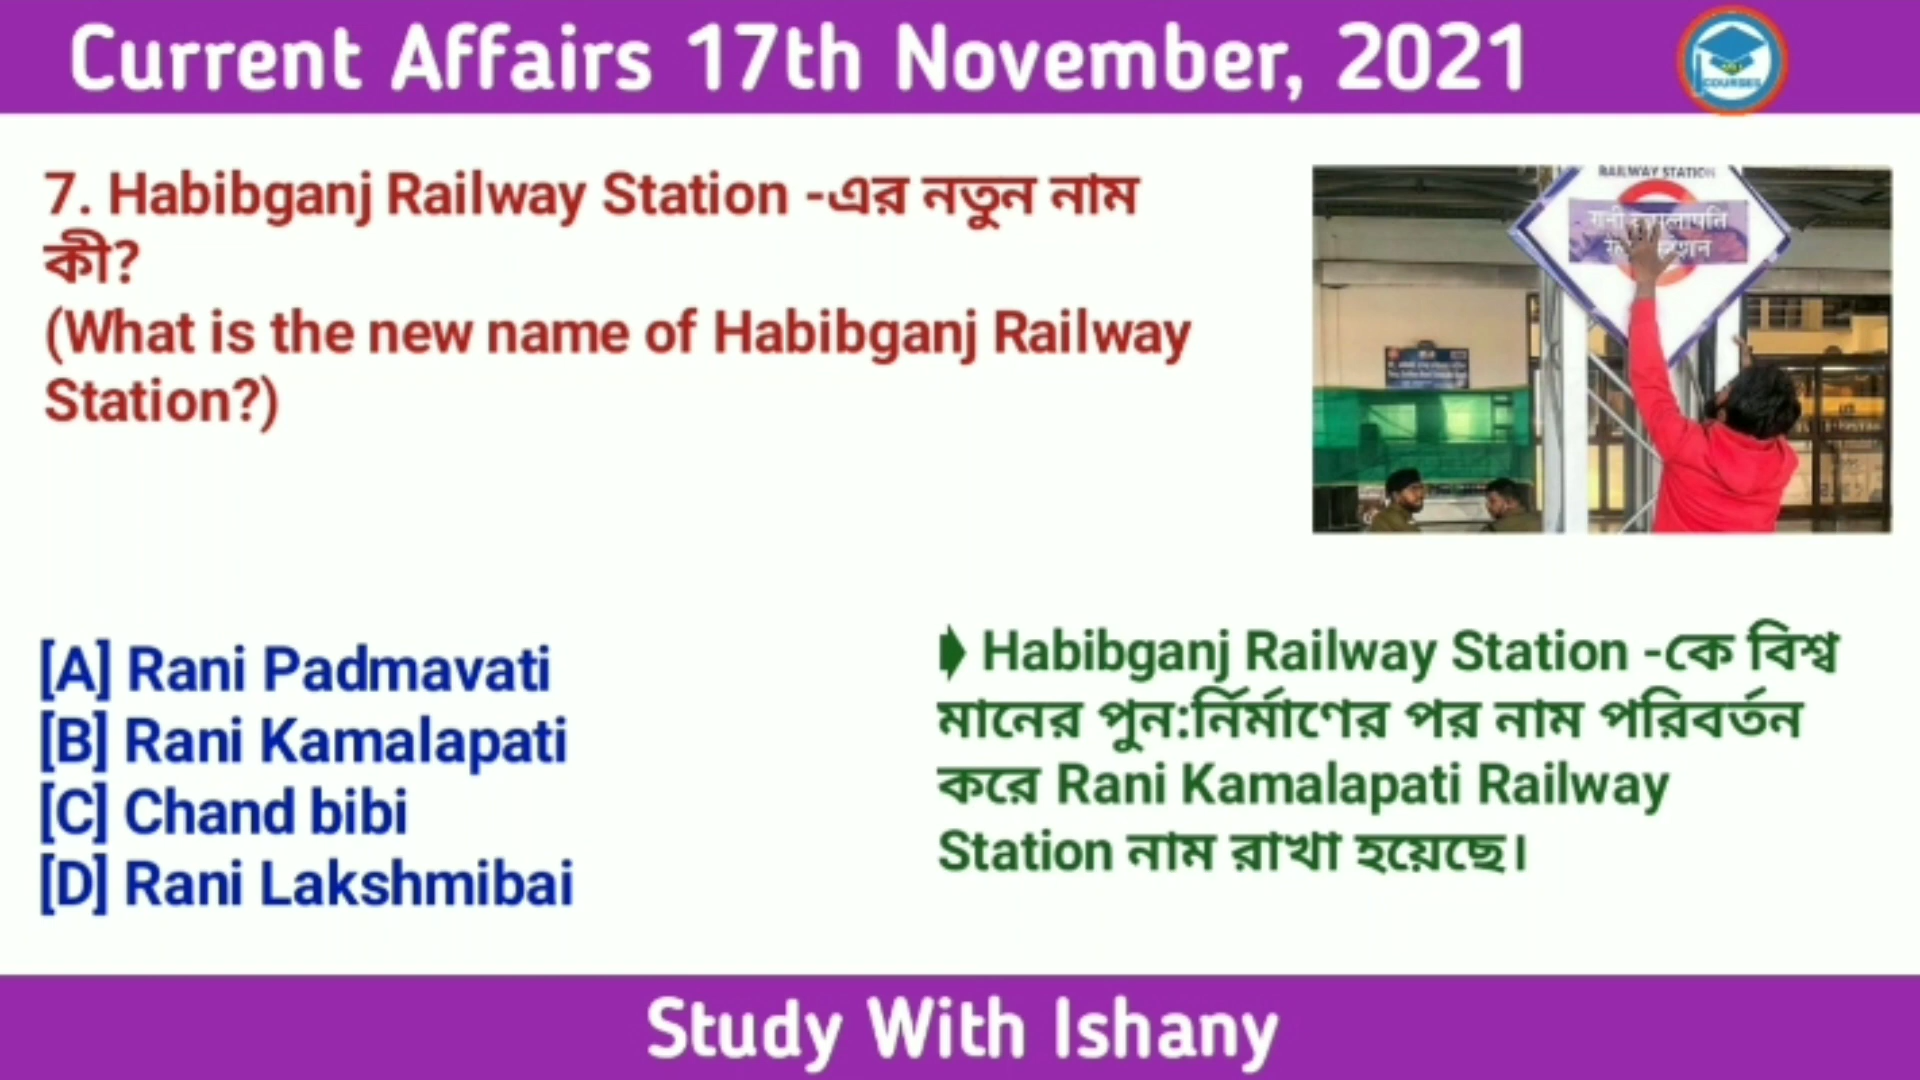 Current Affairs 17th November, 2021
COURSES
7. Habibganj Railway Station -এর নতুন নাম
কী?
(What is the new name of Habibganj Railway
Station?)
RAILWAY STATION
[A] Rani Padmavati
[B] Rani Kamalapati
[C] Chand bibi
[D] Rani Lakshmibai
Habibganj Railway Station -কে বিশ্ব
মানের পুন:র্নির্মাণের পর নাম পরিবর্তন
করে Rani Kamalapati Railway
Station নাম রাখা হয়েছে।
Study With Ishany